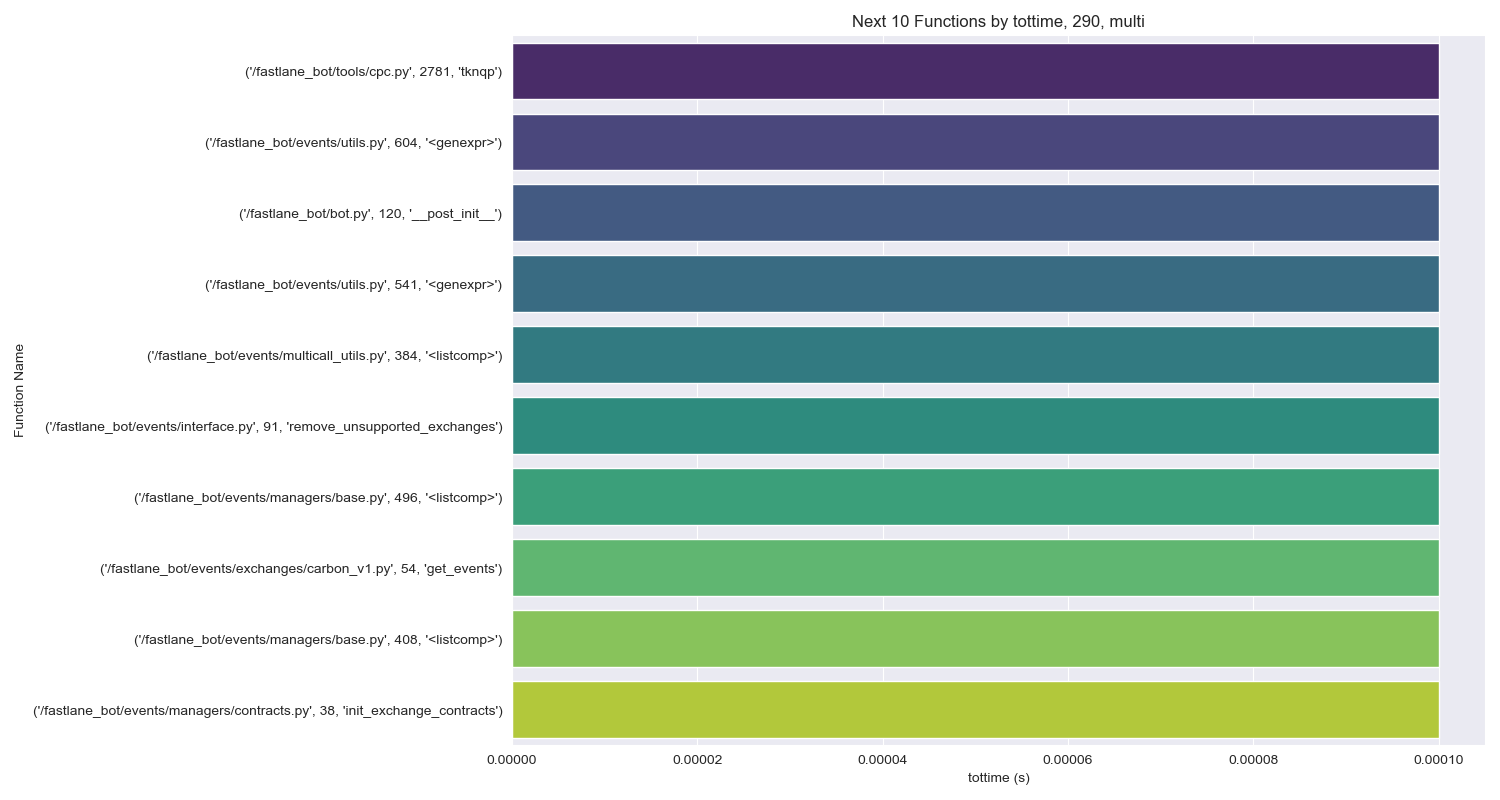 Next 10 Functions by tottime, 290, multi
('/fastlane_bot/tools/cpc.py', 2781, 'tknqp')
('/fastlane_bot/events/utils.py', 604, '<genexpr>')
('/fastlane_bot/bot.py', 120, '__post_init__')
('/fastlane_bot/events/utils.py', 541, '<genexpr>')
('/fastlane_bot/events/multicall_utils.py', 384, '<listcomp>')
('/fastlane_bot/events/interface.py', 91, 'remove_unsupported_exchanges')
('/fastlane_bot/events/managers/base.py', 496, '<listcomp>')
('/fastlane_bot/events/exchanges/carbon_v1.py', 54, 'get_events')
('/fastlane_bot/events/managers/base.py', 408, '<listcomp>')
('/fastlane_bot/events/managers/contracts.py', 38, 'init_exchange_contracts')
Function Name
0.00000 0.00002 0.00004 0.00006 0.00008 0.00010
tottime (s)